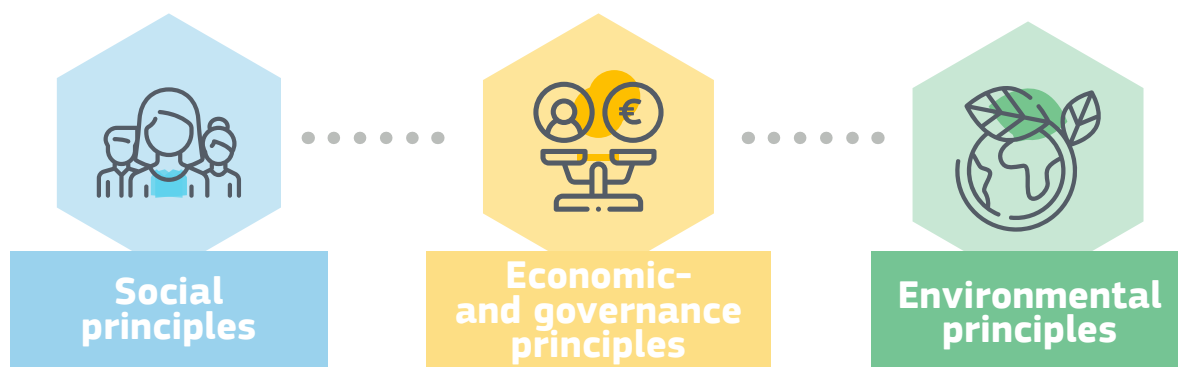 €
Social
principles
Economic-
and governance
principles
Environmental
principles